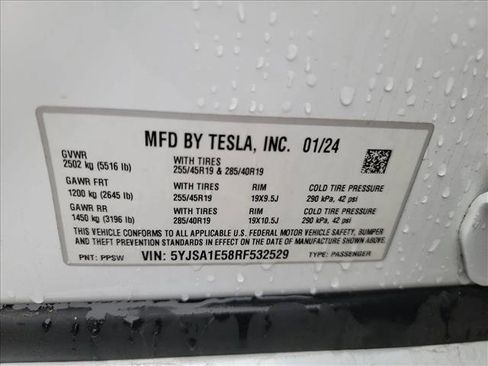 MFD BY TESLA, INC. 01/24
GVWR
2502 kg (5516 lb)
WITH TIRES
255/45R19 & 285/40R19
GAWR FRT
1200 kg (2645 lb)
WITH TIRES
255/45R19
RIM
19X9.5J
COLD TIRE PRESSURE
290 kPa, 42 psi
GAWR RR
1450 kg (3196 lb)
WITH TIRES
285/40R19
RIM
19X10.5J
COLD TIRE PRESSURE
290 kPa, 42 psi
THIS VEHICLE CONFORMS TO ALL APPLICABLE U.S. FEDERAL MOTOR VEHICLE SAFETY, BUMPER,
AND THEFT PREVENTION STANDARDS IN EFFECT ON THE DATE OF MANUFACTURE SHOWN ABOVE.
PNT: PPSW VIN: 5YJSA1E58RF532529 TYPE: PASSENGER